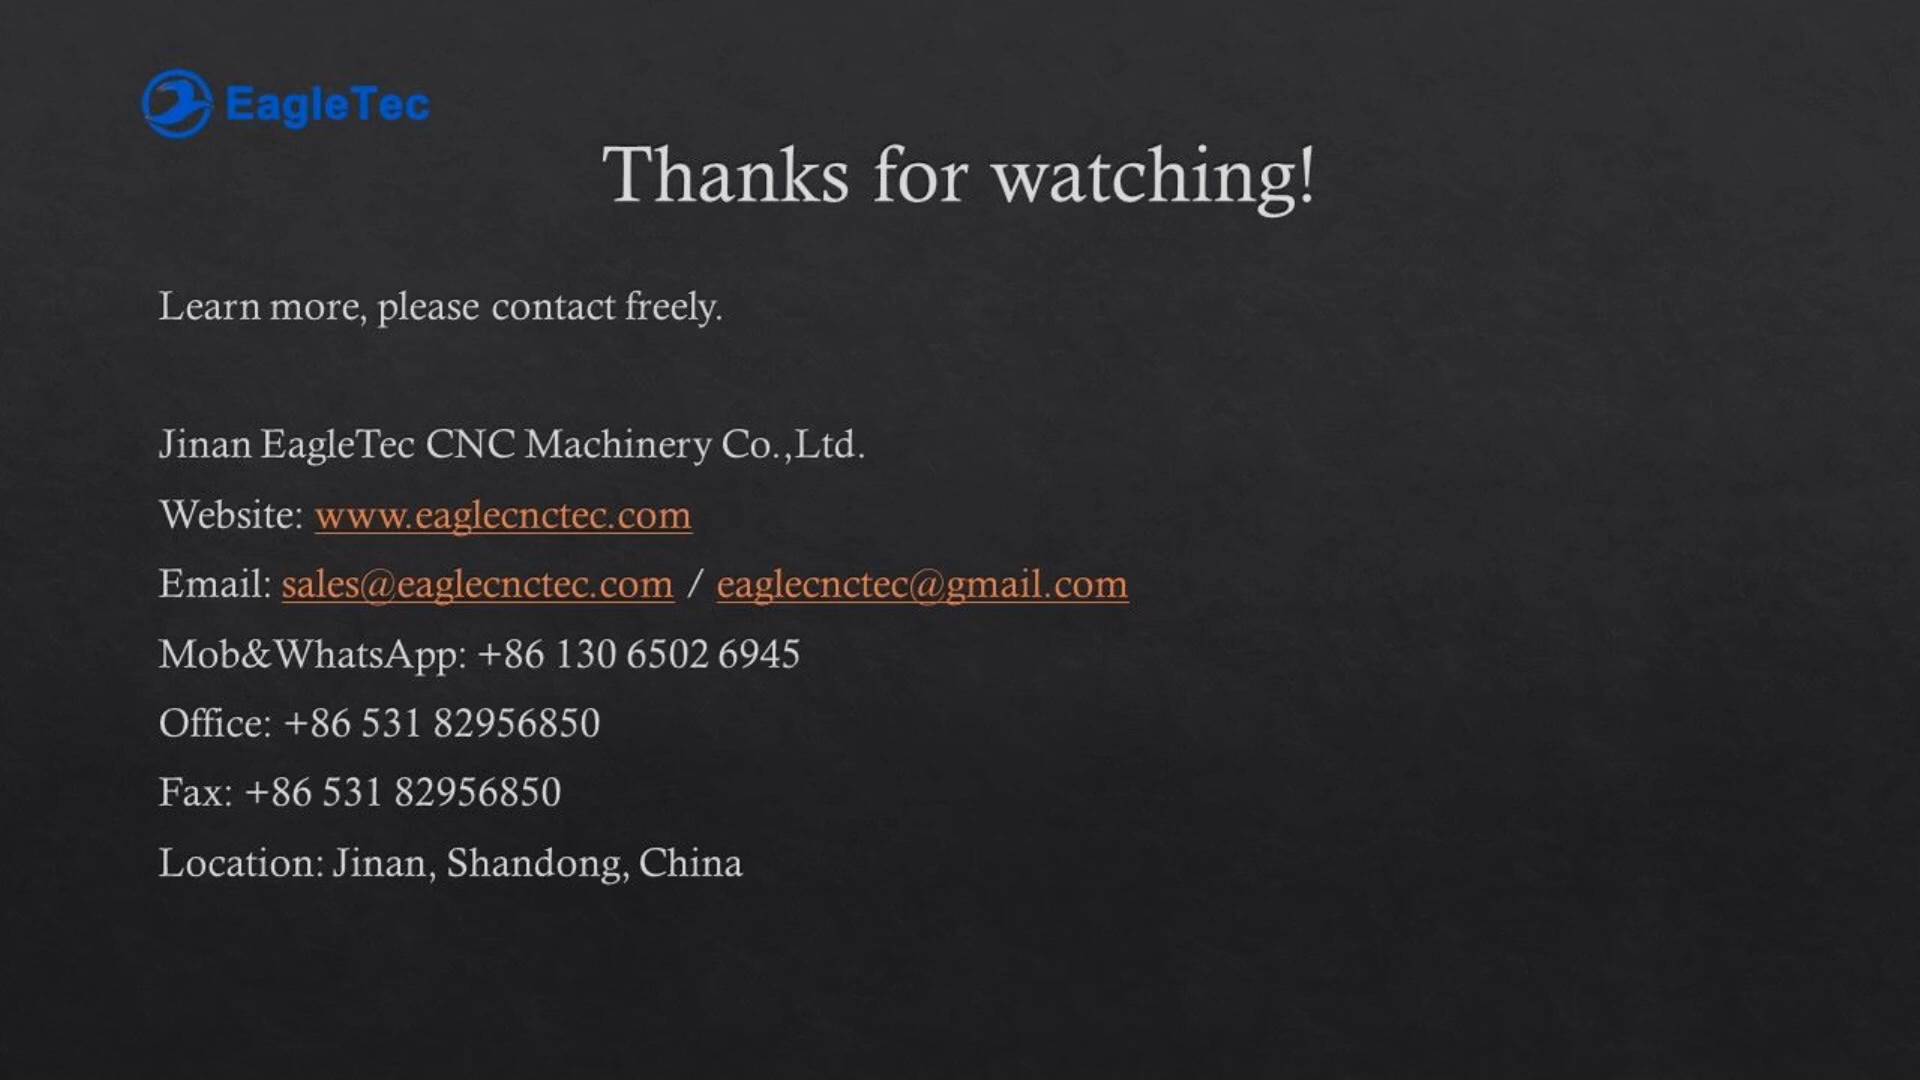 EagleTec
Thanks for watching!
Learn more, please contact freely.
Jinan EagleTec CNC Machinery Co.,Ltd.
Website: www.eaglecnctec.com
Email: sales@eaglecnctec.com / eaglecnctec@gmail.com
Mob&WhatsApp: +86 130 6502 6945
Office: +86 531 82956850
Fax: +86 531 82956850
Location: Jinan, Shandong, China